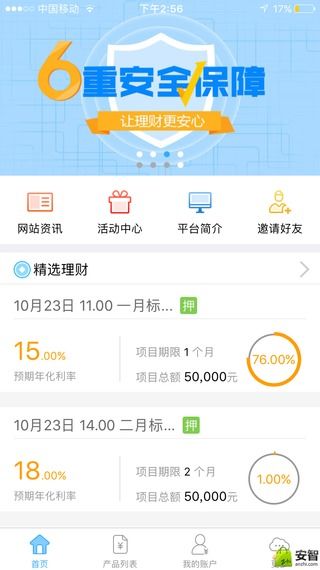 中国移动 下午2:56 17%
6重安全保障
让理财更安心
网站资讯 活动中心 平台简介 邀请好友
精选理财
10月23日 11.00 一月标... 押
15.00%
预期年化利率
项目期限 1 个月
项目总额 50,000元
76.00%
10月23日 14.00 二月标... 押
18.00%
预期年化利率
项目期限 2 个月
项目总额 50,000元
1.00%
首页 产品列表 我的账户
安智
anzhi.com